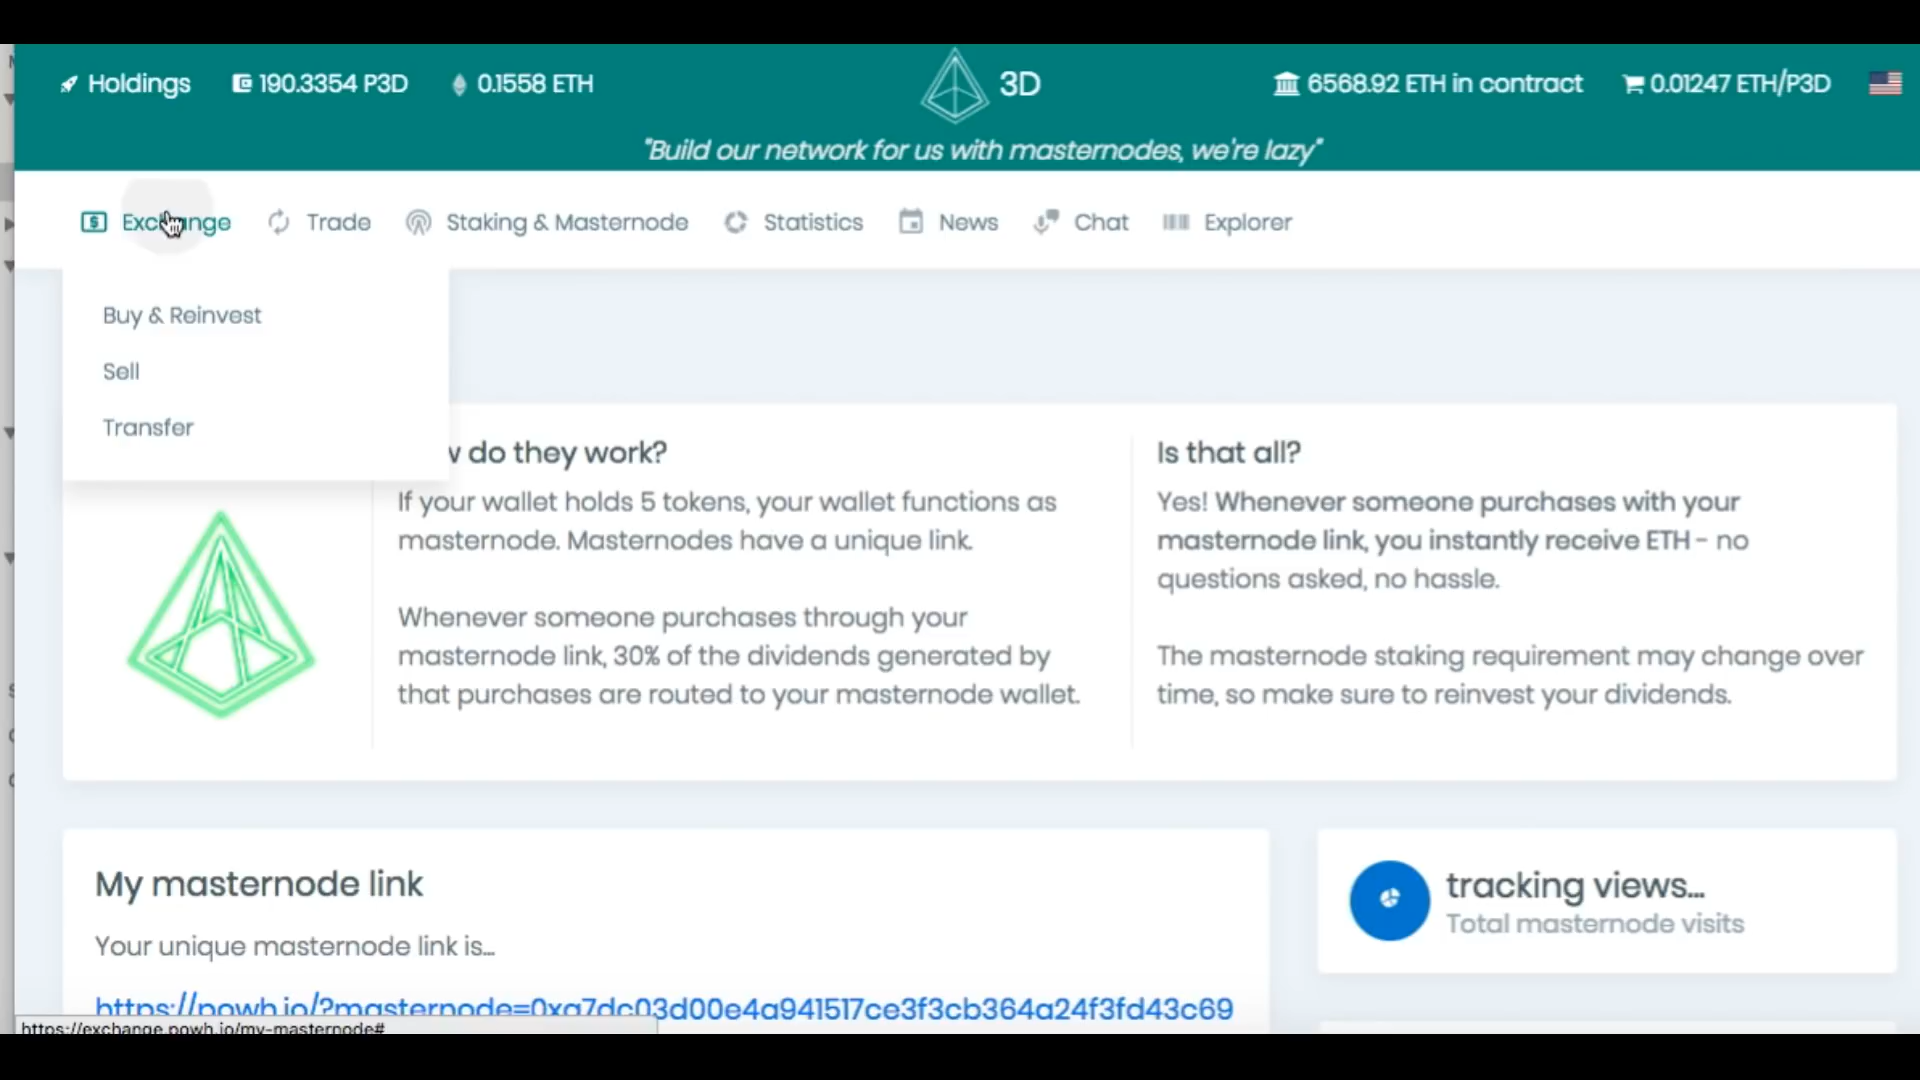 Holdings 190.3354 P3D 0.1558 ETH 3D 6568.92 ETH in contract 0.01247 ETH/P3D
"Build our network for us with masternodes, we're lazy"
Exchange Trade Staking & Masternode Statistics News Chat Explorer
Buy & Reinvest
Sell
Transfer
do they work?
If your wallet holds 5 tokens, your wallet functions as
masternode. Masternodes have a unique link.
Whenever someone purchases through your
masternode link, 30% of the dividends generated by
that purchases are routed to your masternode wallet.
Is that all?
Yes! Whenever someone purchases with your
masternode link, you instantly receive ETH - no
questions asked, no hassle.
The masternode staking requirement may change over
time, so make sure to reinvest your dividends.
My masternode link
Your unique masternode link is...
https://powh.io/?masternode=0xa7dc03d00e4a941517ce3f3cb364a24f3fd43c69
tracking views...
Total masternode visits
https://exchange.powh.io/my-masternode#